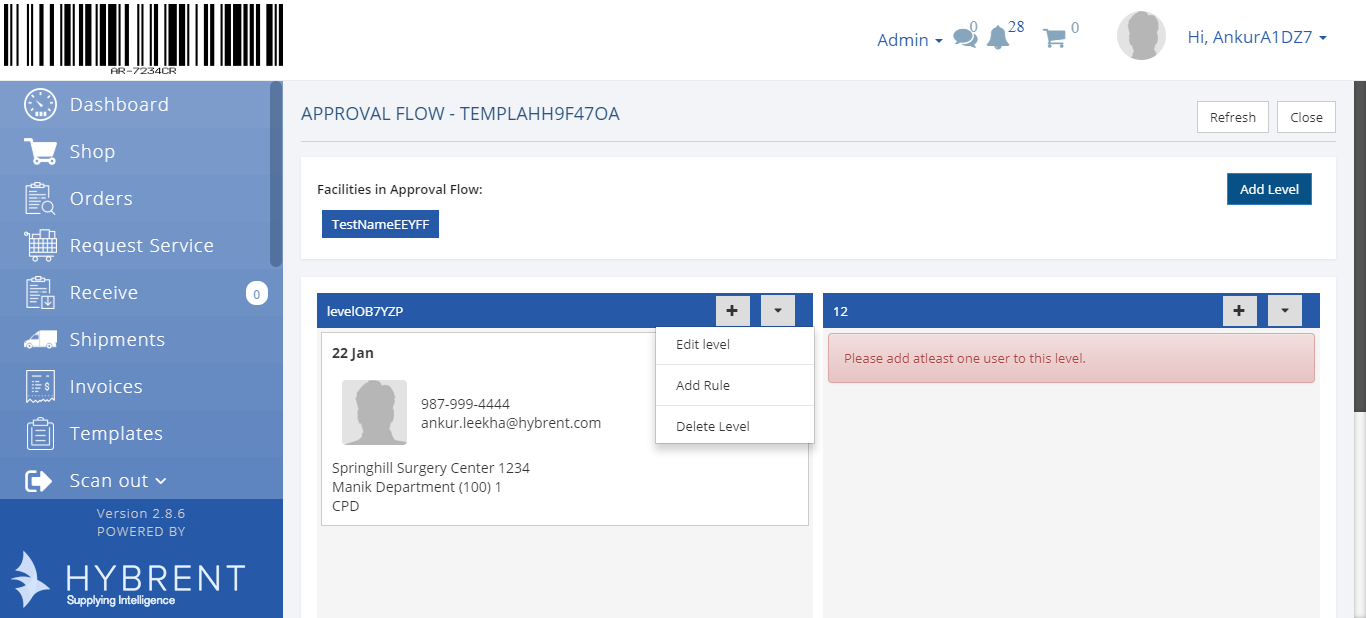 AR-7234CR
Admin
0
28
0
Hi, AnkurA1DZ7
Dashboard
Shop
Orders
Request Service
Receive
0
Shipments
Invoices
Templates
Scan out
Version 2.8.6
POWERED BY
HYBRENT
Supplying Intelligence
APPROVAL FLOW - TEMPLAHH9F47OA
Refresh
Close
Facilities in Approval Flow:
Add Level
TestNameEEYFF
levelOB7YZP
Edit level
Add Rule
Delete Level
22 Jan
987-999-4444
ankur.leekha@hybrent.com
Springhill Surgery Center 1234
Manik Department (100) 1
CPD
12
Please add atleast one user to this level.